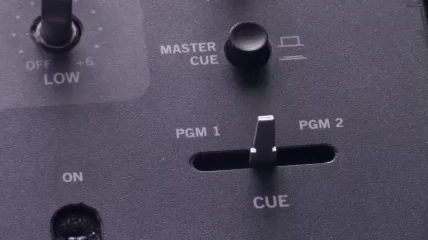 MASTER
CUE
OFF +6
LOW
PGM 1
PGM 2
ON
CUE